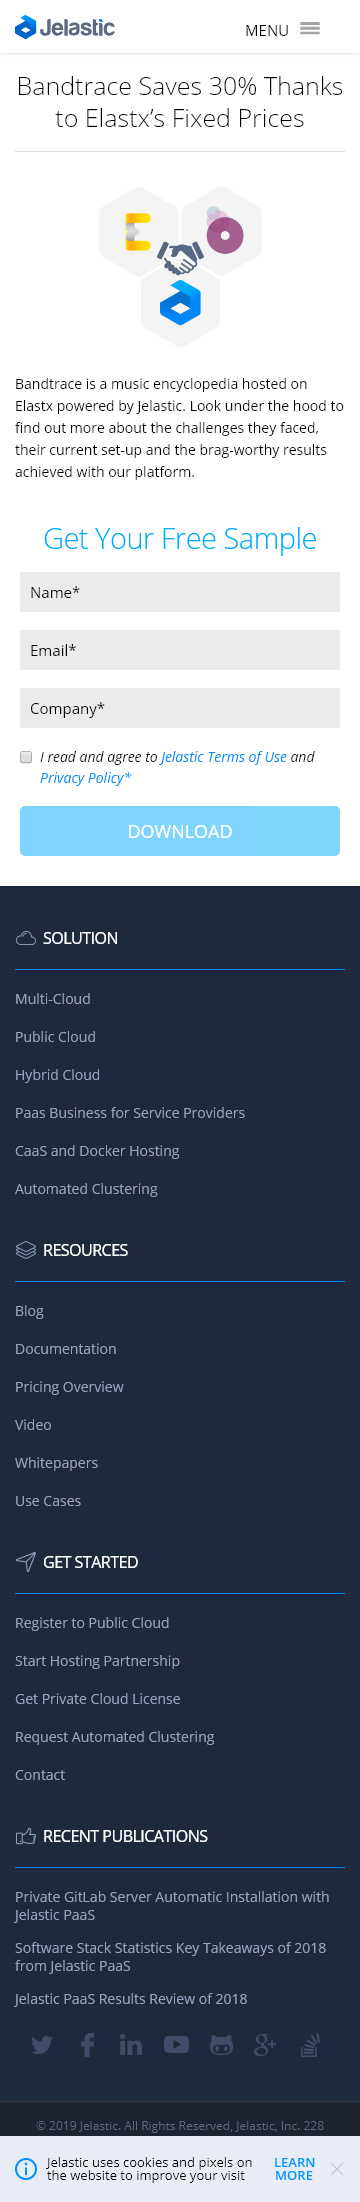 Jelastic
MENU
Bandtrace Saves 30% Thanks
to Elastx’s Fixed Prices
Bandtrace is a music encyclopedia hosted on
Elastx powered by Jelastic. Look under the hood to
find out more about the challenges they faced,
their current set-up and the brag-worthy results
achieved with our platform.
Get Your Free Sample
Name*
Email*
Company*
I read and agree to Jelastic Terms of Use and
Privacy Policy*
DOWNLOAD
SOLUTION
Multi-Cloud
Public Cloud
Hybrid Cloud
Paas Business for Service Providers
CaaS and Docker Hosting
Automated Clustering
RESOURCES
Blog
Documentation
Pricing Overview
Video
Whitepapers
Use Cases
GET STARTED
Register to Public Cloud
Start Hosting Partnership
Get Private Cloud License
Request Automated Clustering
Contact
RECENT PUBLICATIONS
Private GitLab Server Automatic Installation with
Jelastic PaaS
Software Stack Statistics Key Takeaways of 2018
from Jelastic PaaS
Jelastic PaaS Results Review of 2018
© 2019 Jelastic. All Rights Reserved, Jelastic, Inc. 228
Jelastic uses cookies and pixels on
the website to improve your visit
LEARN
MORE